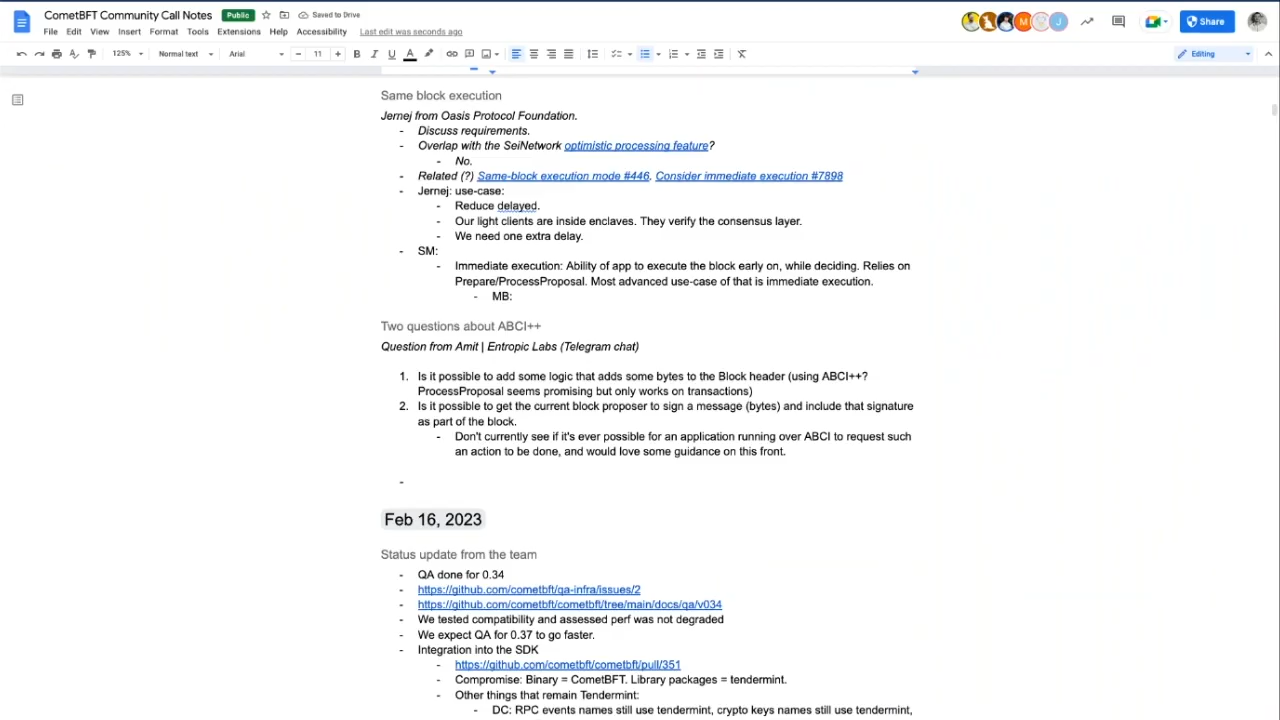 CometBFT Community Call Notes Public Saved to Drive
File Edit View Insert Format Tools Extensions Help Accessibility Last edit was seconds ago
M J Share
125% Normal text Arial - 11 + B I U A Editing
Same block execution
Jernej from Oasis Protocol Foundation.
- Discuss requirements.
- Overlap with the SeiNetwork optimistic processing feature?
- No.
- Related (?) Same-block execution mode #446. Consider immediate execution #7898
- Jernej: use-case:
- Reduce delayed.
- Our light clients are inside enclaves. They verify the consensus layer.
- We need one extra delay.
- SM:
- Immediate execution: Ability of app to execute the block early on, while deciding. Relies on
Prepare/ProcessProposal. Most advanced use-case of that is immediate execution.
- MB:
Two questions about ABCI++
Question from Amit | Entropic Labs (Telegram chat)
1. Is it possible to add some logic that adds some bytes to the Block header (using ABCI++?
ProcessProposal seems promising but only works on transactions)
2. Is it possible to get the current block proposer to sign a message (bytes) and include that signature
as part of the block.
- Don't currently see if it's ever possible for an application running over ABCI to request such
an action to be done, and would love some guidance on this front.
-
Feb 16, 2023
Status update from the team
- QA done for 0.34
- https://github.com/cometbft/qa-infra/issues/2
- https://github.com/cometbft/cometbft/tree/main/docs/qa/v034
- We tested compatibility and assessed perf was not degraded
- We expect QA for 0.37 to go faster.
- Integration into the SDK
- https://github.com/cometbft/cometbft/pull/351
- Compromise: Binary = CometBFT. Library packages = tendermint.
- Other things that remain Tendermint:
- DC: RPC events names still use tendermint, crypto keys names still use tendermint,